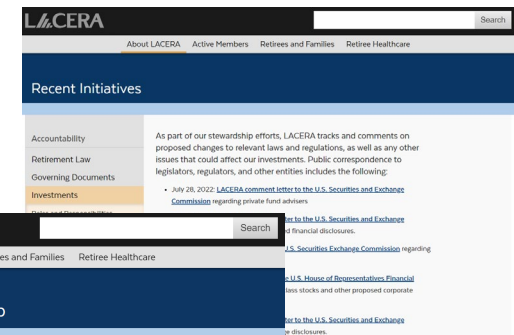 LACERA
Search
About LACERA Active Members Retirees and Families Retiree Healthcare
Recent Initiatives
Accountability
Retirement Law
Governing Documents
Investments
As part of our stewardship efforts, LACERA tracks and comments on
proposed changes to relevant laws and regulations, as well as any other
issues that could affect our investments. Public correspondence to
legislators, regulators, and other entities includes the following:
• July 28, 2022: LACERA comment letter to the U.S. Securities and Exchange
Commission regarding private fund advisers
ter to the U.S. Securities and Exchange
d financial disclosures.
U.S. Securities Exchange Commission regarding
e U.S. House of Representatives Financial
class stocks and other proposed corporate
ter to the U.S. Securities and Exchange
e disclosures.
Search
es and Families Retiree Healthcare